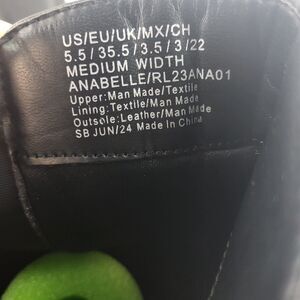 US/EU/UK/MX/CH
5.5/35.5/3.5/3/22
MEDIUM WIDTH
ANABELLE/RL23ANA01
Upper:Man Made/Textile
Lining:Textile/Man Made
Outsole:Leather/Man Made
SB JUN/24 Made In China